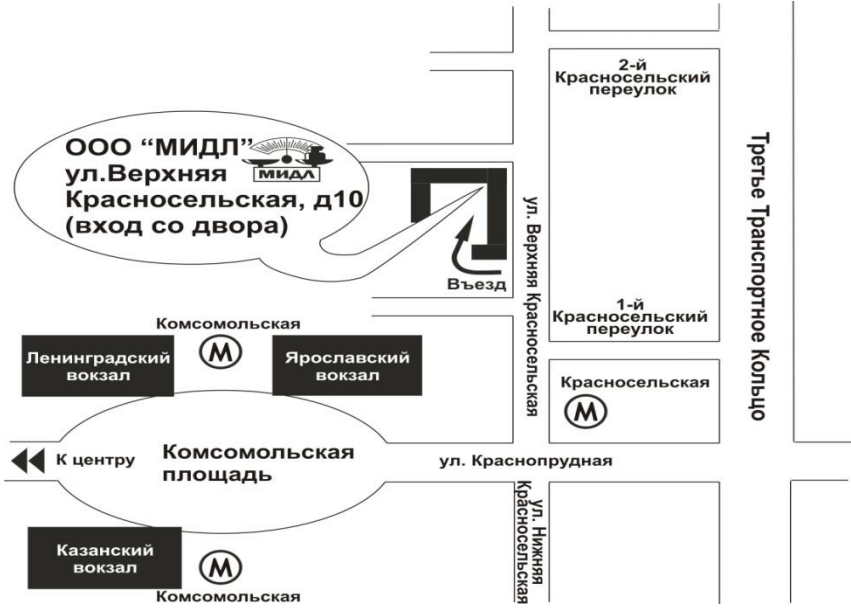 2-й
Красносельский
переулок
ООО “МИДЛ”
МИДЛ
ул.Верхняя
Красносельская, д10
(вход со двора)
Въезд
ул. Верхняя Красносельская
Третье Транспортное Кольцо
1-й
Красносельский
переулок
Комсомольская
М
Ленинградский
вокзал
Ярославский
вокзал
Красносельская
М
К центру
Комсомольская
площадь
ул. Краснопрудная
ул. Нижняя
Красносельская
Казанский
вокзал
М
Комсомольская